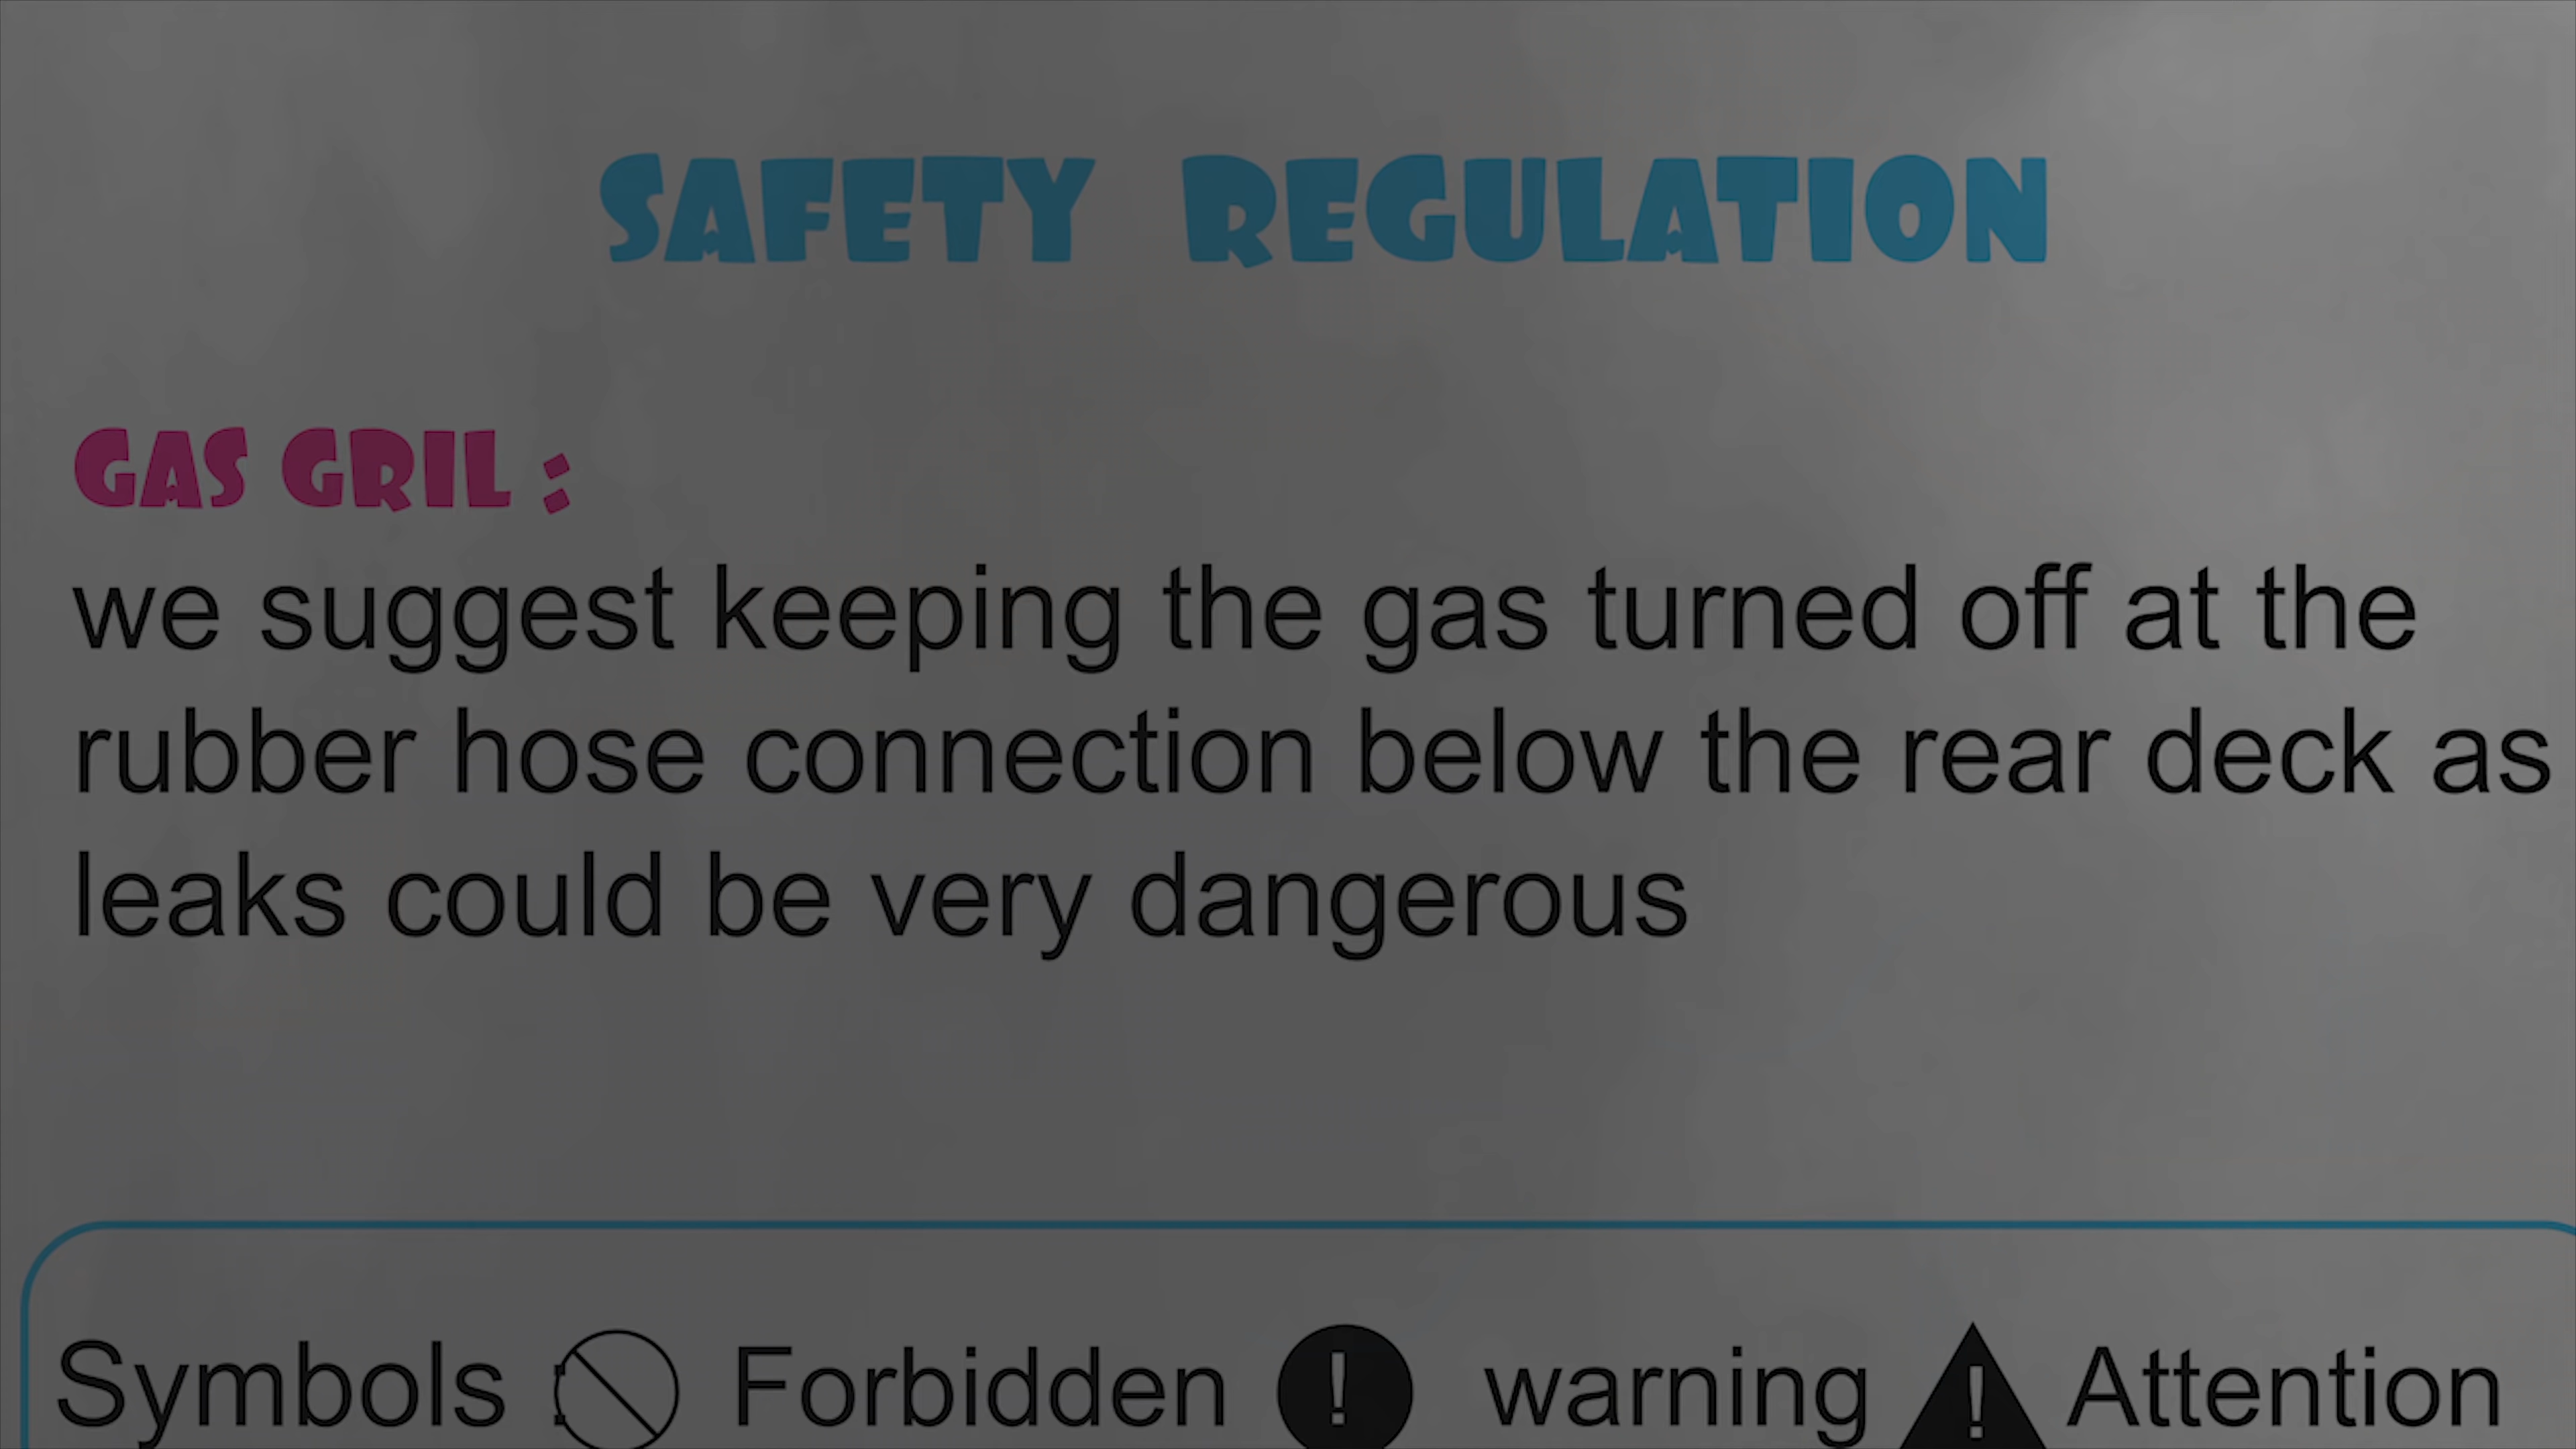 SAFETY REGULATION
GAS GRIL :
we suggest keeping the gas turned off at the
rubber hose connection below the rear deck as
leaks could be very dangerous
Symbols : Forbidden ! warning ! Attention